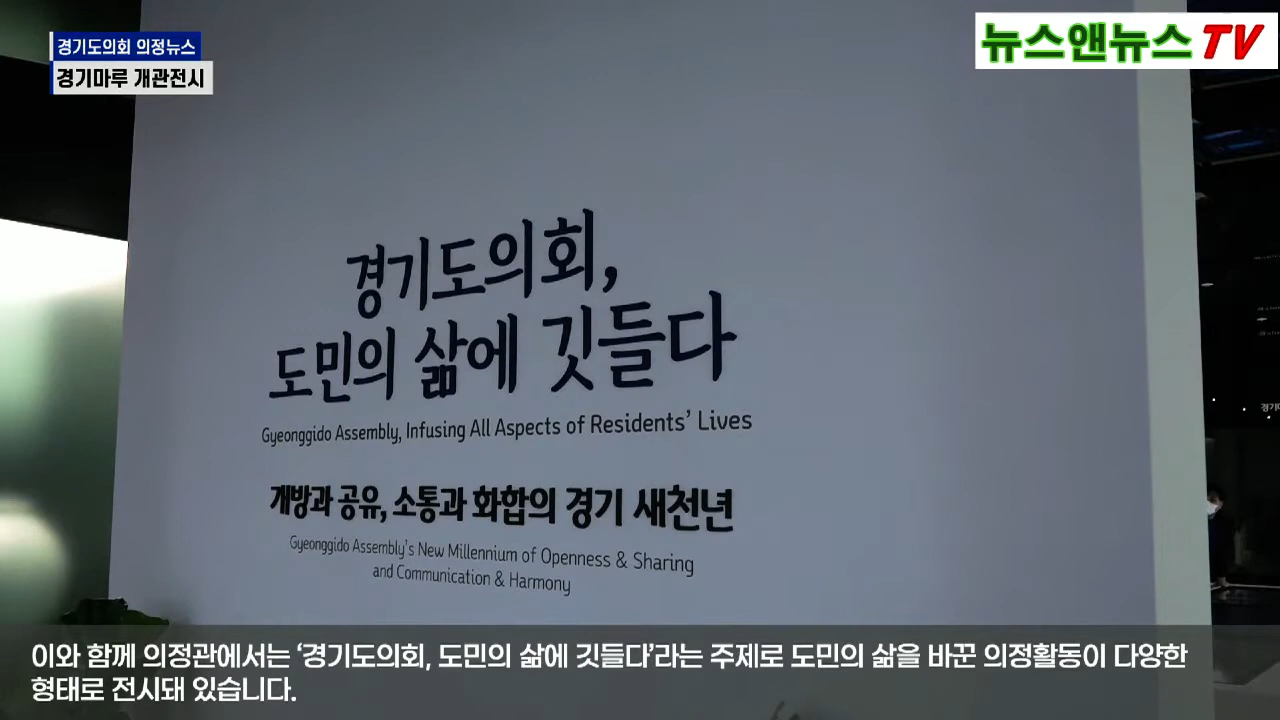 경기도의회 의정뉴스
경기마루 개관전시
뉴스앤뉴스 TV
경기도의회,
도민의 삶에 깃들다
Gyeonggido Assembly, Infusing All Aspects of Residents' Lives
개방과 공유, 소통과 화합의 경기 새천년
Gyeonggido Assembly's New Millennium of Openness & Sharing
and Communication & Harmony
이와 함께 의정관에서는 '경기도의회, 도민의 삶에 깃들다'라는 주제로 도민의 삶을 바꾼 의정활동이 다양한
형태로 전시돼 있습니다.